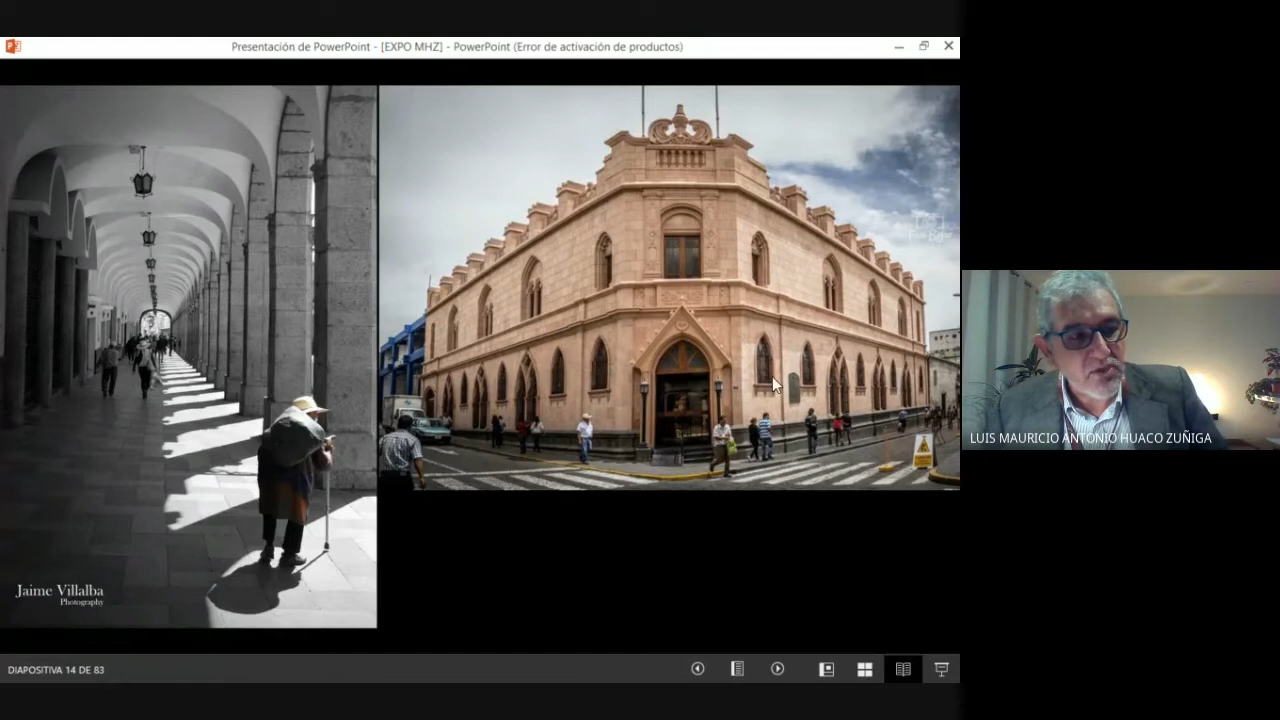 Presentación de PowerPoint - [EXPO MHZ] - PowerPoint (Error de activación de productos)
Jaime Villalba
Photography
LUIS MAURICIO ANTONIO HUACO ZUÑIGA
DIAPOSITIVA 14 DE 83